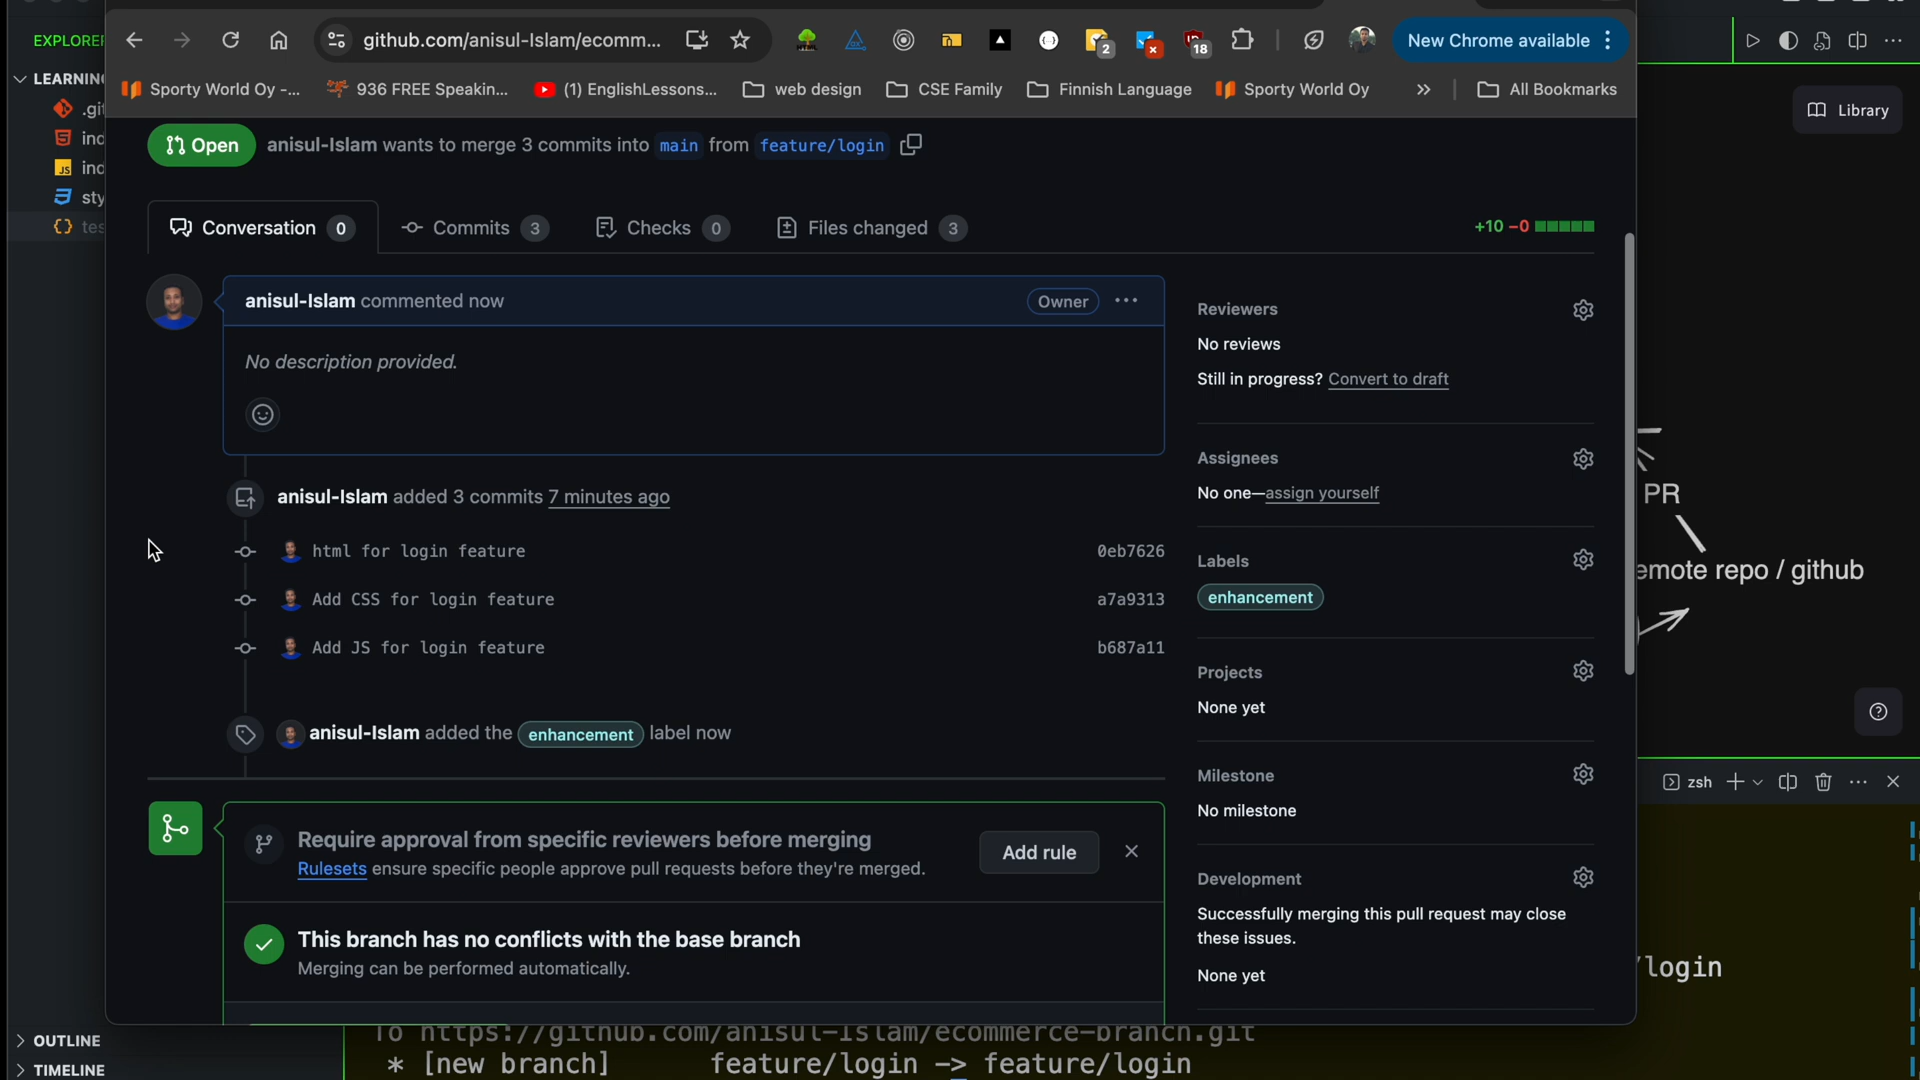 EXPLORER
github.com/anisul-Islam/ecomm...
2
18
New Chrome available
LEARNING
Sporty World Oy -...
936 FREE Speakin...
(1) EnglishLessons...
web design
CSE Family
Finnish Language
Sporty World Oy
»
All Bookmarks
.git
Library
ind
JS ind
sty
tes
Open
anisul-Islam wants to merge 3 commits into main from feature/login
Conversation 0
Commits 3
Checks 0
Files changed 3
+10 −0
anisul-Islam commented now
Owner
No description provided.
Reviewers
No reviews
Still in progress? Convert to draft
Assignees
No one—assign yourself
PR
anisul-Islam added 3 commits 7 minutes ago
html for login feature 0eb7626
Add CSS for login feature a7a9313
Add JS for login feature b687a11
Labels
enhancement
emote repo / github
Projects
None yet
anisul-Islam added the enhancement label now
Milestone
No milestone
zsh
Require approval from specific reviewers before merging
Rulesets ensure specific people approve pull requests before they're merged.
Add rule
This branch has no conflicts with the base branch
Merging can be performed automatically.
Development
Successfully merging this pull request may close
these issues.
None yet
/login
OUTLINE
TIMELINE
To https://github.com/anisul-Islam/ecommerce-branch.git
* [new branch] feature/login -> feature/login